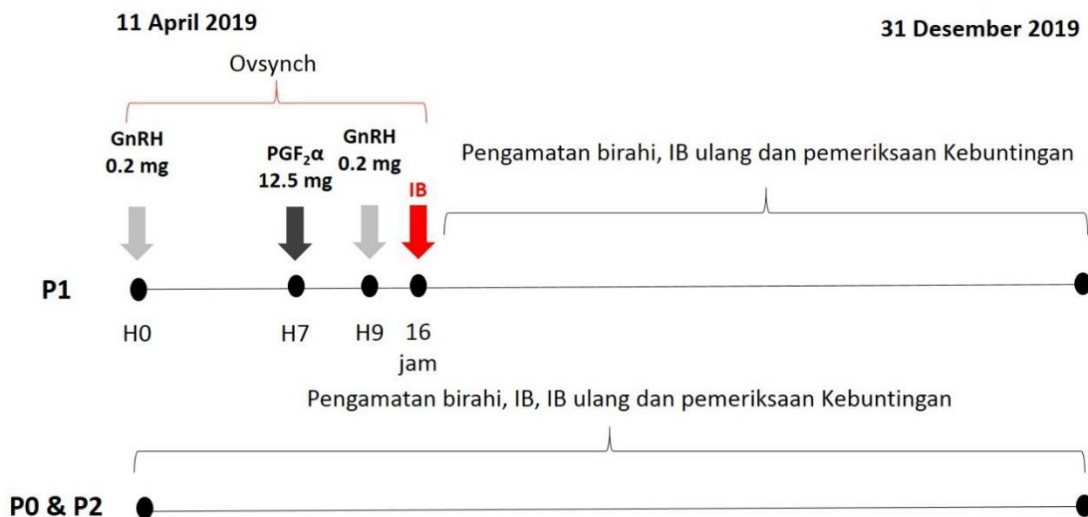 11 April 2019
31 Desember 2019
Ovsynch
GnRH
0.2 mg
PGF₂α
12.5 mg
GnRH
0.2 mg
IB
Pengamatan birahi, IB ulang dan pemeriksaan Kebuntingan
P1
H0
H7
H9
16
jam
Pengamatan birahi, IB, IB ulang dan pemeriksaan Kebuntingan
P0 & P2